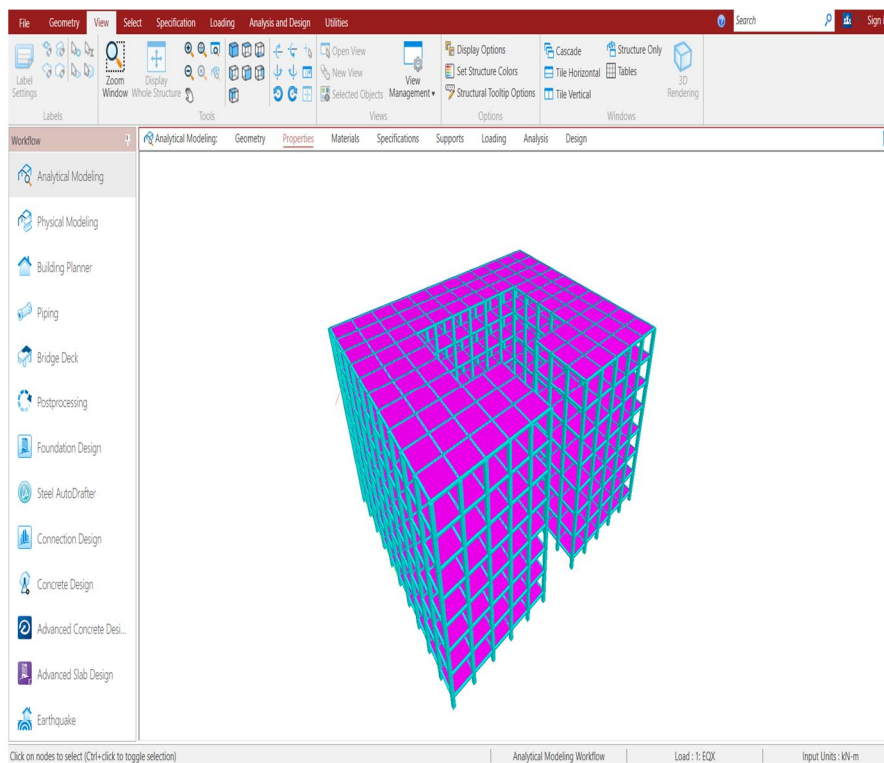 File Geometry View Select Specification Loading Analysis and Design Utilities Search Sign
Label Settings
Zoom Window
Display Whole Structure
Open View
New View
Selected Objects
View Management
Display Options
Set Structure Colors
Structural Tooltip Options
Cascade
Tile Horizontal
Tile Vertical
Structure Only
Tables
3D Rendering
Labels Tools Views Options Windows
Workflow
Analytical Modeling: Geometry Properties Materials Specifications Supports Loading Analysis Design
Analytical Modeling
Physical Modeling
Building Planner
Piping
Bridge Deck
Postprocessing
Foundation Design
Steel AutoDrafter
Connection Design
Concrete Design
Advanced Concrete Desi...
Advanced Slab Design
Earthquake
Click on nodes to select (Ctrl+click to toggle selection) Analytical Modeling Workflow Load : 1: EQX Input Units : kN-m